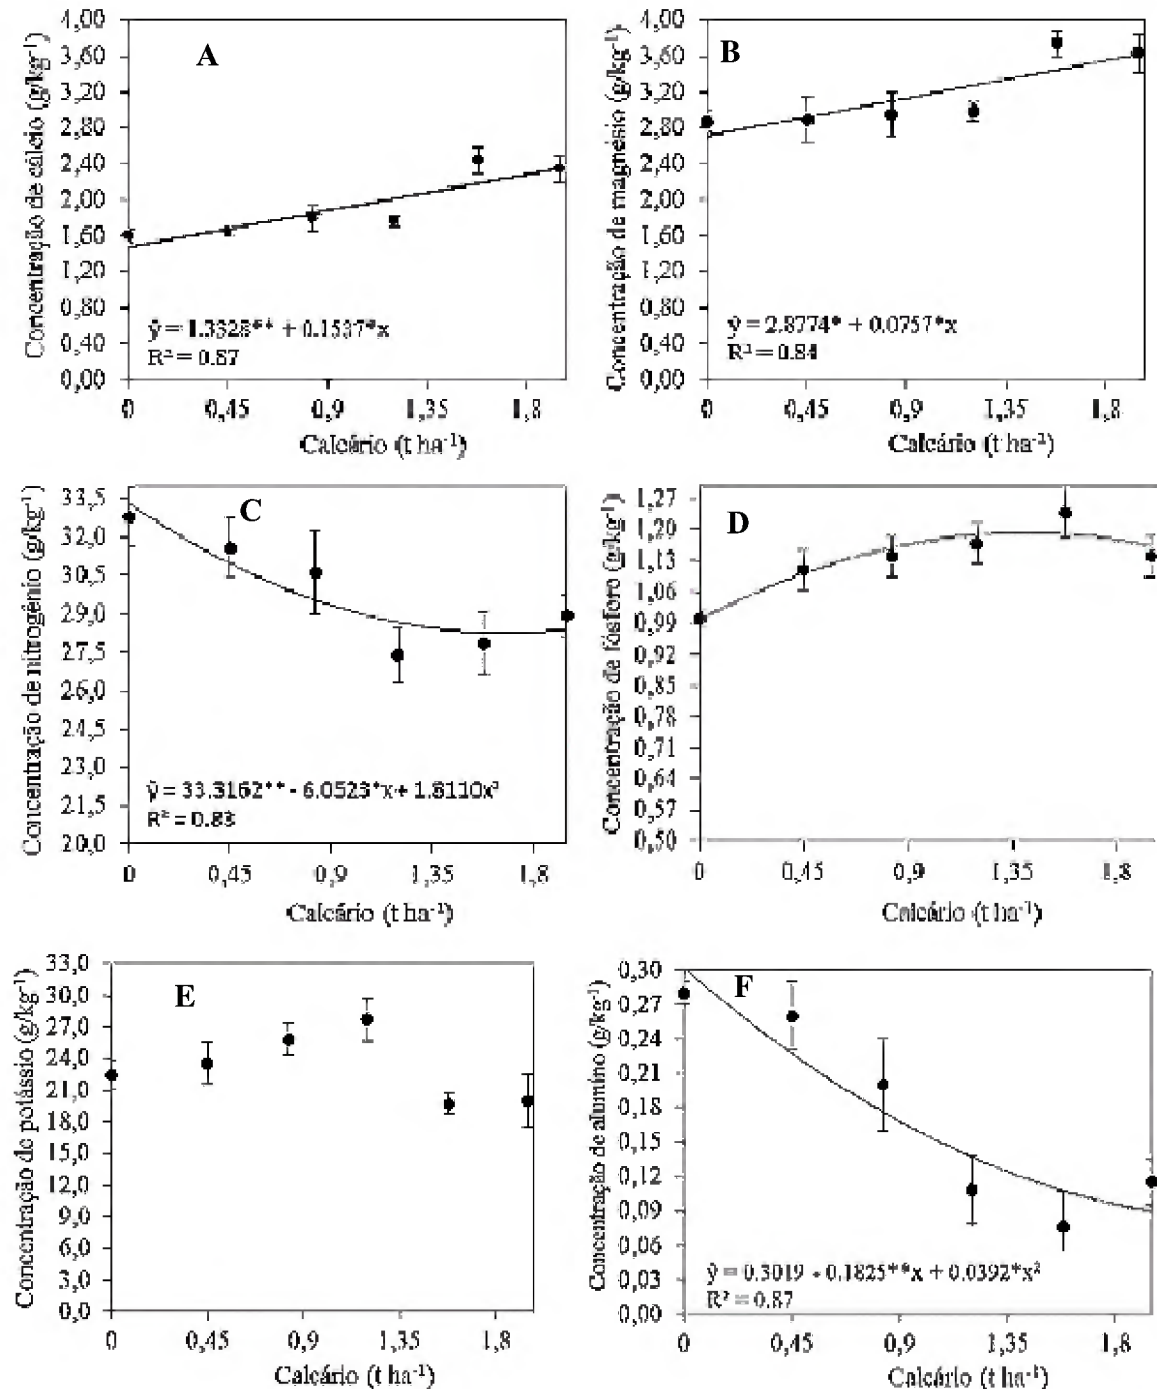 A
Concentração de cálcio (g/kg⁻¹)
4,00
3,60
3,20
2,80
2,40
2,00
1,60
1,20
0,80
0,40
0,00
ŷ = 1.3328** + 0.1537*x
R² = 0.87
0 0,45 0,9 1,35 1,8
Calcário (t ha⁻¹)
B
Concentração de magnésio (g/kg⁻¹)
4,00
3,60
3,20
2,80
2,40
2,00
1,60
1,20
0,80
0,40
0,00
ŷ = 2.8774* + 0.0757*x
R² = 0.84
0 0,45 0,9 1,35 1,8
Calcário (t ha⁻¹)
C
Concentração de nitrogênio (g/kg⁻¹)
33,5
32,0
30,5
29,0
27,5
26,0
24,5
23,0
21,5
20,0
ŷ = 33.3162** - 6.0523*x + 1.8110x²
R² = 0.83
0 0,45 0,9 1,35 1,8
Calcário (t ha⁻¹)
D
Concentração de fósforo (g/kg⁻¹)
1,27
1,20
1,13
1,06
0,99
0,92
0,85
0,78
0,71
0,64
0,57
0,50
0 0,45 0,9 1,35 1,8
Calcário (t ha⁻¹)
E
Concentração de potássio (g/kg⁻¹)
33,0
30,0
27,0
24,0
21,0
18,0
15,0
12,0
9,0
6,0
3,0
0,0
0 0,45 0,9 1,35 1,8
Calcário (t ha⁻¹)
F
Concentração de alumíno (g/kg⁻¹)
0,30
0,27
0,24
0,21
0,18
0,15
0,12
0,09
0,06
0,03
0,00
ŷ = 0.3019 - 0.1825**x + 0.0392*x²
R² = 0.87
0 0,45 0,9 1,35 1,8
Calcário (t ha⁻¹)